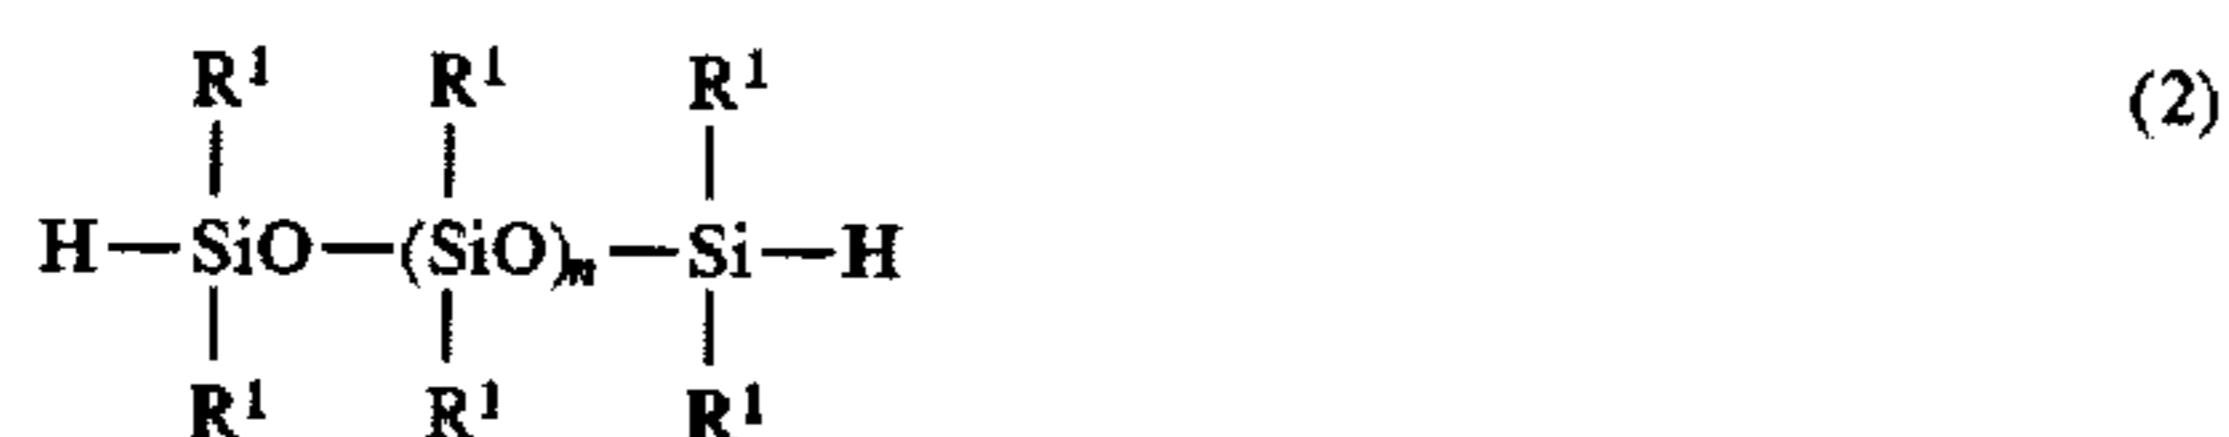 R¹ R¹ R¹ (2)
H—SiO—(SiO)m—Si—H
R¹ R¹ R¹